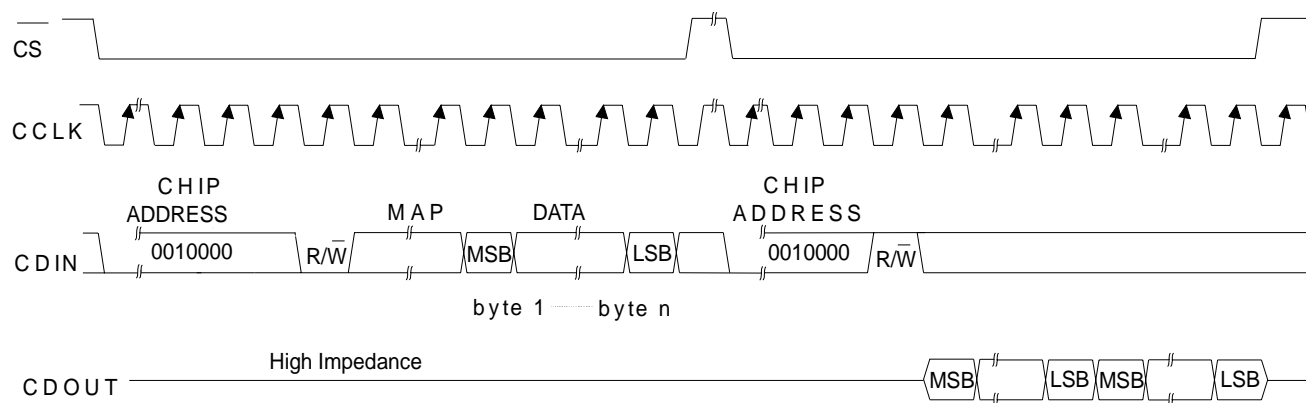 CS
CCLK
CHIP
ADDRESS
MAP
DATA
CHIP
ADDRESS
CDIN
0010000
R/W
MSB
LSB
0010000
R/W
byte 1
byte n
High Impedance
CDOUT
MSB
LSB
MSB
LSB